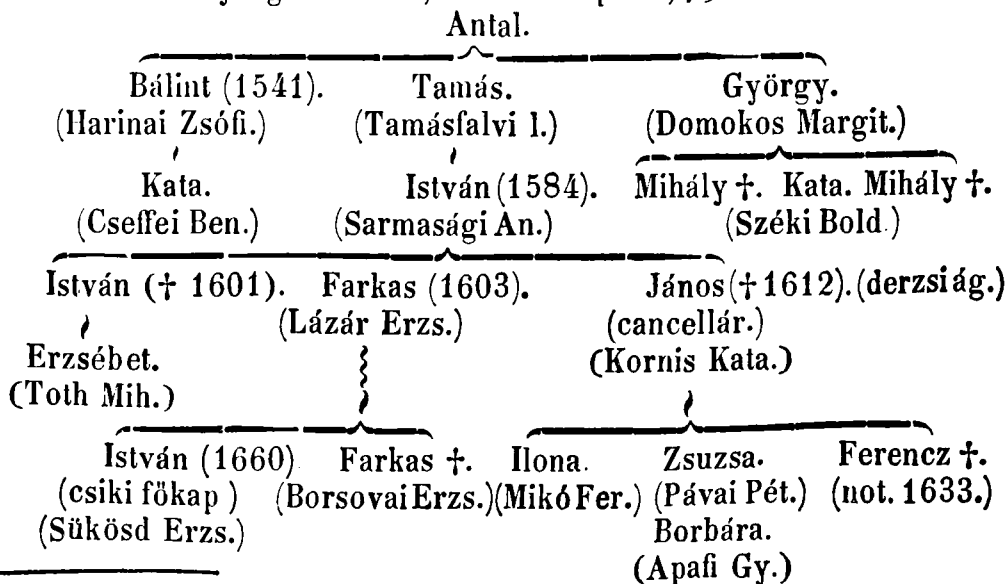 Antal.
Bálint (1541). Tamás. György.
(Harinai Zsófi.) (Tamásfalvi I.) (Domokos Margit.)
Kata. István (1584). Mihály †. Kata. Mihály †.
(Cseffei Ben.) (Sarmasági An.) (Széki Bold.)
István († 1601). Farkas (1603). János († 1612). (derzsi ág.)
(Lázár Erzs.) (cancellár.)
Erzsébet. (Kornis Kata.)
(Toth Mih.)
István (1660) Farkas †. Ilona. Zsuzsa. Ferencz †.
(csiki főkap) (Borsovai Erzs.) (Mikó Fer.) (Pávai Pét.) (not. 1633.)
(Sükösd Erzs.) Borbára.
(Apafi Gy.)